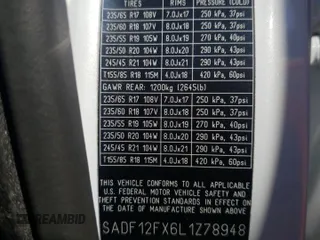 TIRES RIMS PRESSURE (COLD)
235/65 R17 108V 7.0Jx17 250 kPa, 37psi
235/60 R18 107V 7.0Jx18 250 kPa, 37psi
235/55 R19 105W 8.0Jx19 270 kPa, 40psi
235/50 R20 104W 8.0Jx20 290 kPa, 43psi
245/45 R21 104W 8.0Jx21 290 kPa, 43psi
T155/85 R18 115M 4.0Jx18 420 kPa, 60psi
GAWR REAR: 1200kg (2645lb)
235/65 R17 108V 7.0Jx17 250 kPa, 37psi
235/60 R18 107V 7.0Jx18 250 kPa, 37psi
235/55 R19 105W 8.0Jx19 270 kPa, 40psi
235/50 R20 104W 8.0Jx20 290 kPa, 43psi
245/45 R21 104W 8.0Jx21 290 kPa, 43psi
T155/85 R18 115M 4.0Jx18 420 kPa, 60psi
THIS VEHICLE CONFORMS TO ALL APPLICABLE
U.S. FEDERAL MOTOR VEHICLE SAFETY AND
THEFT PREVENTION STANDARDS IN EFFECT ON
THE DATE OF MANUFACTURE SHOWN ABOVE.
SADF12FX6L1Z78948